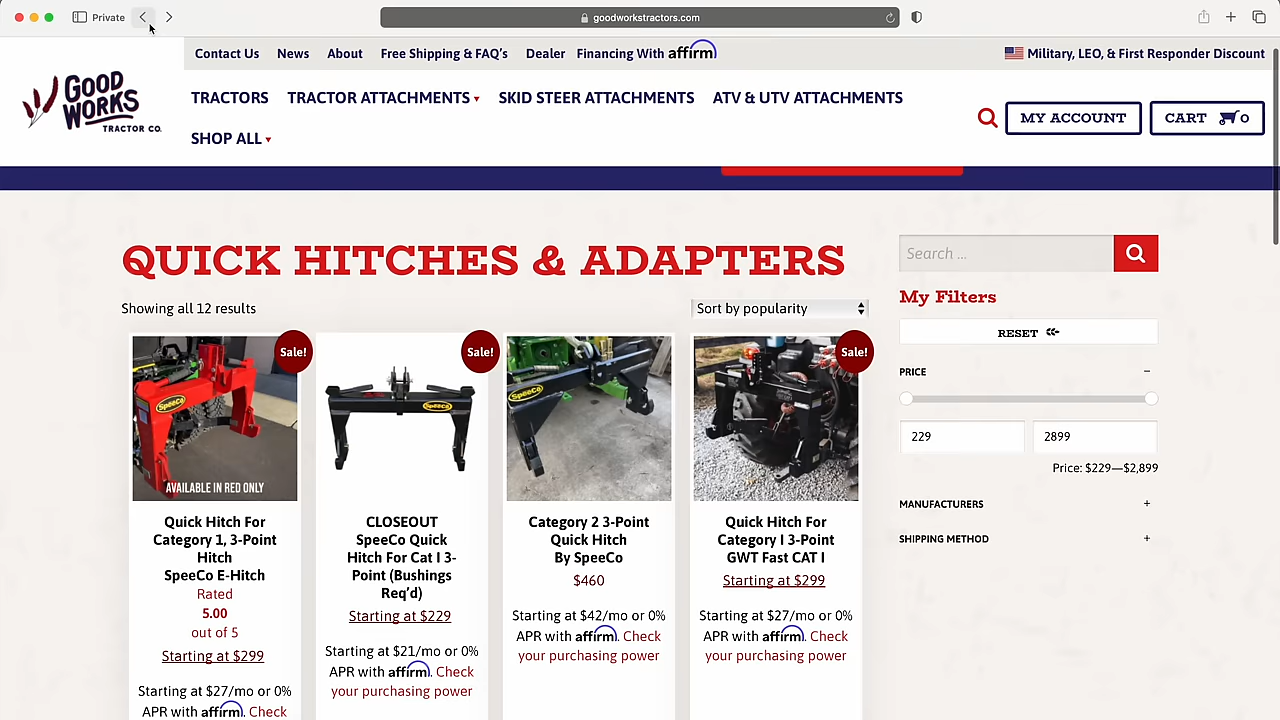 Private
goodworkstractors.com
Contact Us News About Free Shipping & FAQ's Dealer Financing With affirm
Military, LEO, & First Responder Discount
GOOD
WORKS
TRACTOR CO.
TRACTORS TRACTOR ATTACHMENTS SKID STEER ATTACHMENTS ATV & UTV ATTACHMENTS
SHOP ALL
MY ACCOUNT
CART 0
QUICK HITCHES & ADAPTERS
Showing all 12 results
Sort by popularity
Sale!
SpeeCo
AVAILABLE IN RED ONLY
Quick Hitch For
Category 1, 3-Point
Hitch
SpeeCo E-Hitch
Rated
5.00
out of 5
Starting at $299
Starting at $27/mo or 0%
APR with affirm. Check
Sale!
SpeeCo
CLOSEOUT
SpeeCo Quick
Hitch For Cat I 3-
Point (Bushings
Req'd)
Starting at $229
Starting at $21/mo or 0%
APR with affirm. Check
your purchasing power
SpeeCo
Category 2 3-Point
Quick Hitch
By SpeeCo
$460
Starting at $42/mo or 0%
APR with affirm. Check
your purchasing power
Sale!
Quick Hitch For
Category I 3-Point
GWT Fast CAT I
Starting at $299
Starting at $27/mo or 0%
APR with affirm. Check
your purchasing power
Search ...
My Filters
RESET
PRICE −
229
2899
Price: $229—$2,899
MANUFACTURERS +
SHIPPING METHOD +